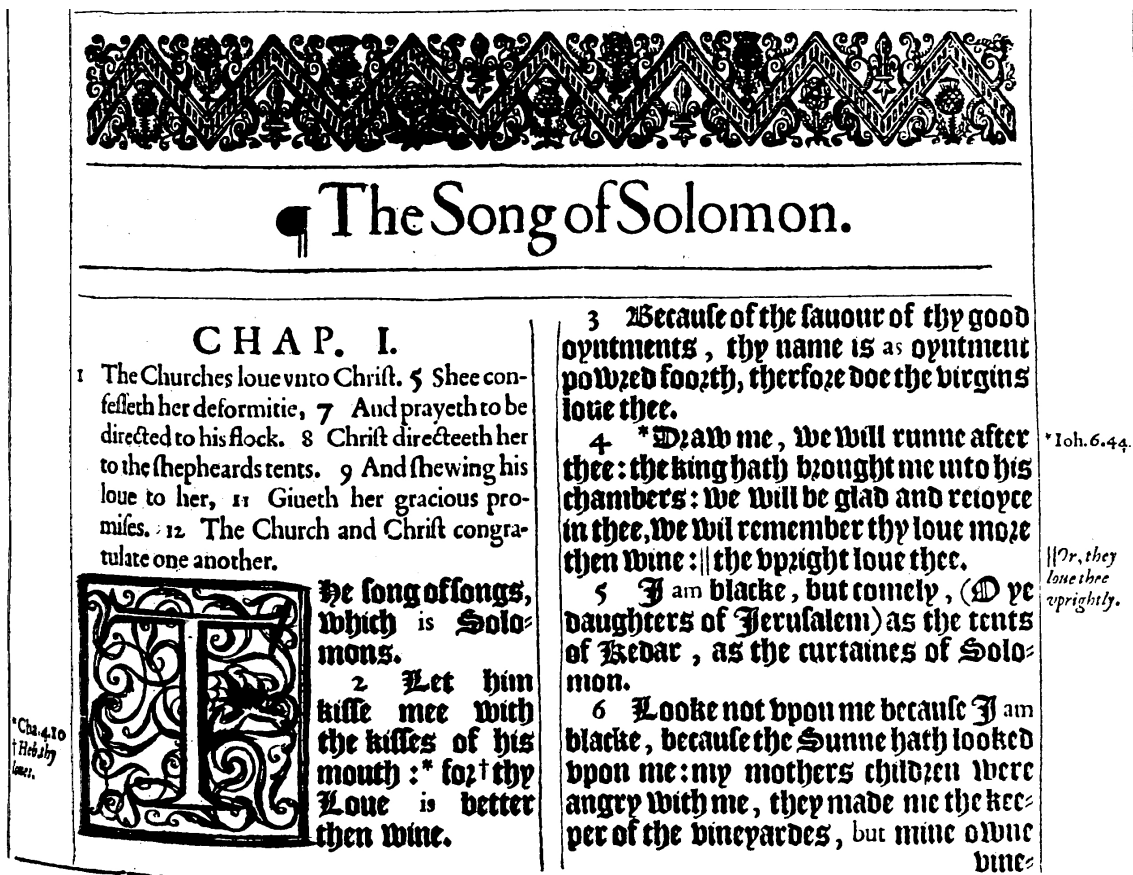 ¶ The Song of Solomon.
CHAP. I.
1 The Churches loue vnto Chriſt. 5 Shee con-
feſſeth her deformitie, 7 And prayeth to be
directed to his flock. 8 Chriſt directeeth her
to the ſhepheards tents. 9 And ſhewing his
loue to her, 11 Giueth her gracious pro-
miſes. 12 The Church and Chriſt congra-
tulate one another.
The ſong of ſongs,
which is Solo-
mons.
2 Let him
kiſſe mee with
the kiſſes of his
mouth :* for † thy
Loue is better
then wine.
*Cha.4.10
† Heb. thy
loues.
3 Becauſe of the ſauour of thy good
oyntments, thy name is as oyntment
powred foorth, therfore doe the virgins
loue thee.
4 *Draw me, we will runne after
thee: the king hath brought me into his
chambers: we will be glad and reioyce
in thee, we wil remember thy loue more
then wine: || the vpright loue thee.
5 I am blacke, but comely, (O ye
daughters of Jeruſalem) as the tents
of Kedar, as the curtaines of Solo-
mon.
6 Looke not vpon me becauſe I am
blacke, becauſe the Sunne hath looked
vpon me: my mothers children were
angry with me, they made me the kee-
per of the vineyardes, but mine owne
vine-
*Ioh.6.44.
||Or, they
loue thee
vprightly.